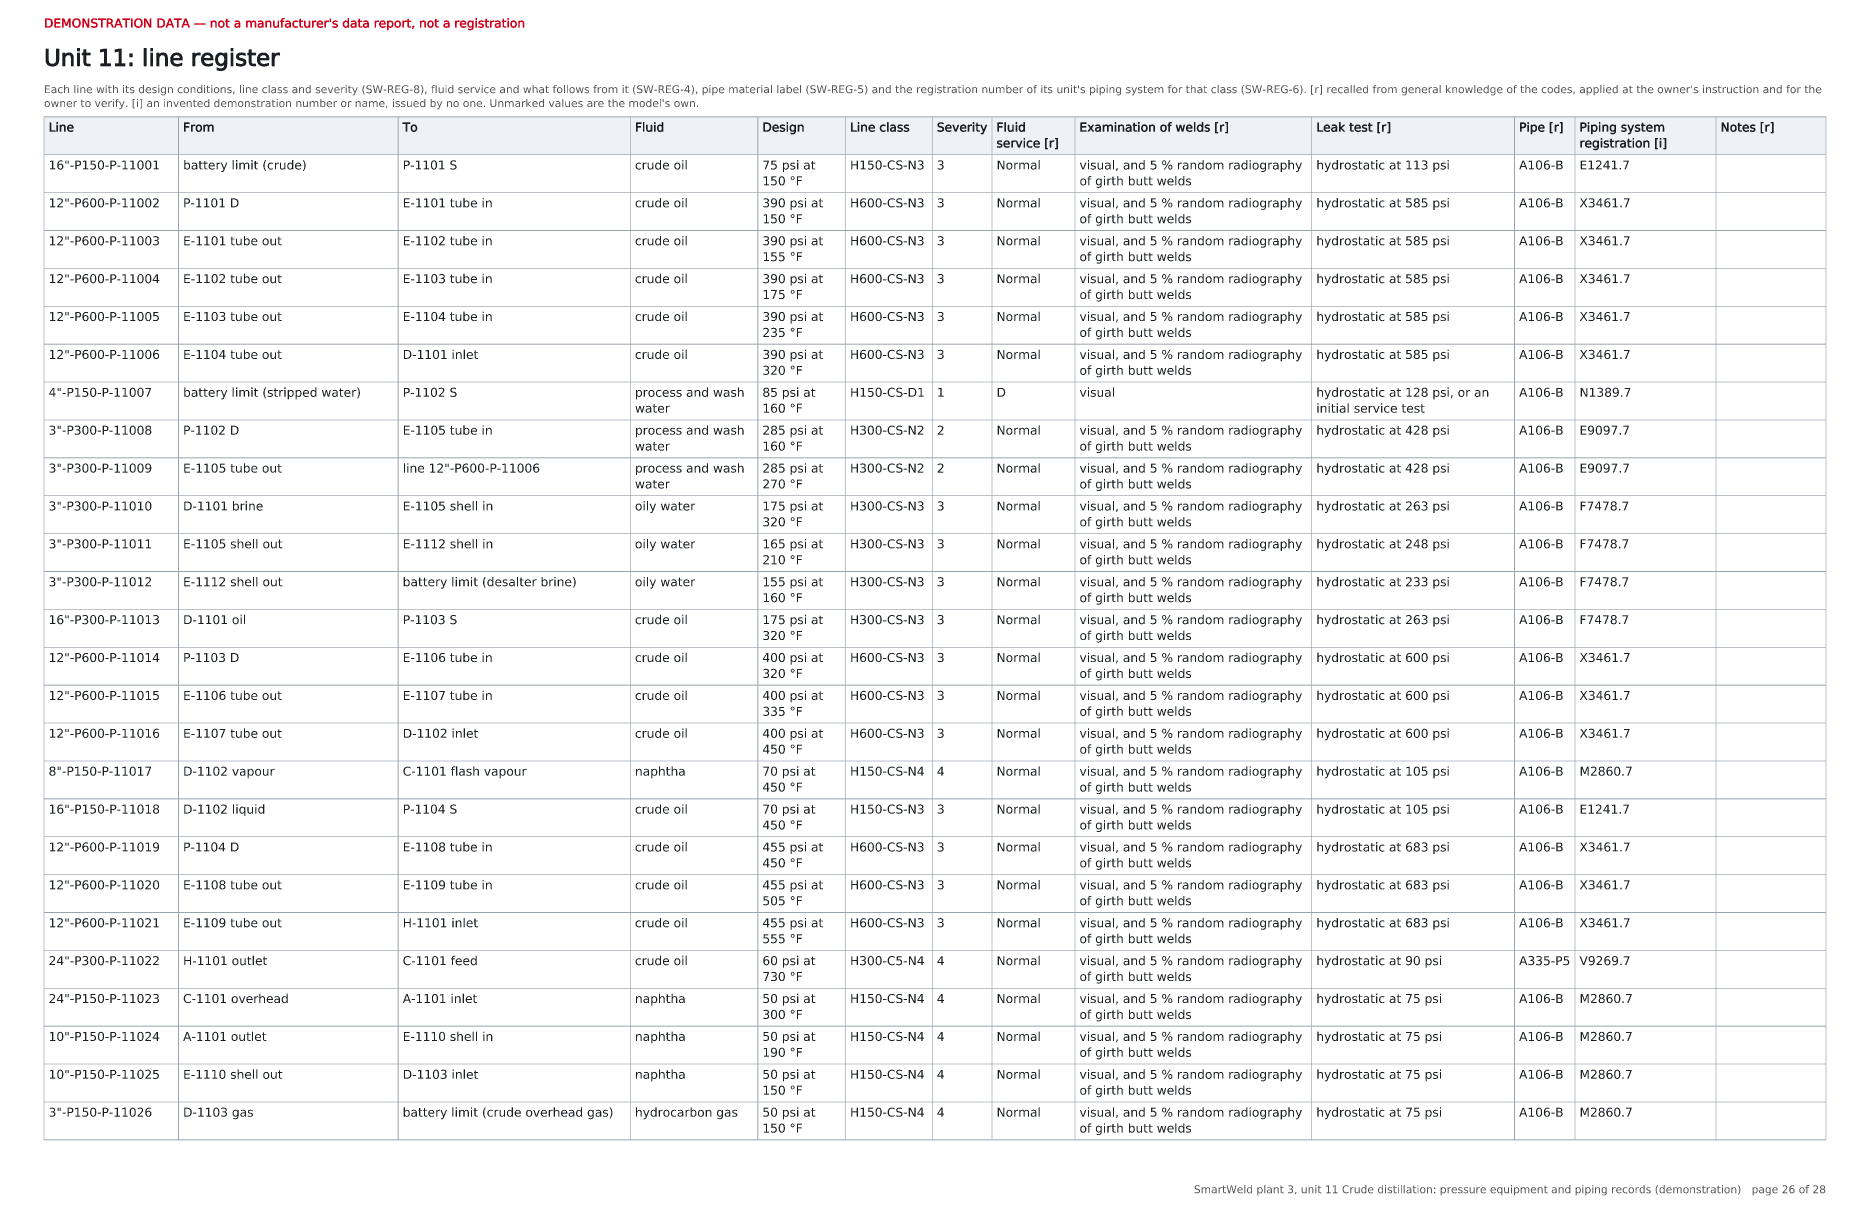 DEMONSTRATION DATA — not a manufacturer's data report, not a registration
Unit 11: line register
Each line with its design conditions, line class and severity (SW-REG-8), fluid service and what follows from it (SW-REG-4), pipe material label (SW-REG-5) and the registration number of its unit's piping system for that class (SW-REG-6). [r] recalled from general knowledge of the codes, applied at the owner's instruction and for the
owner to verify. [i] an invented demonstration number or name, issued by no one. Unmarked values are the model's own.
Line From To Fluid Design Line class Severity Fluid service [r] Examination of welds [r] Leak test [r] Pipe [r] Piping system registration [i] Notes [r]
16"-P150-P-11001 battery limit (crude) P-1101 S crude oil 75 psi at 150 °F H150-CS-N3 3 Normal visual, and 5 % random radiography of girth butt welds hydrostatic at 113 psi A106-B E1241.7
12"-P600-P-11002 P-1101 D E-1101 tube in crude oil 390 psi at 150 °F H600-CS-N3 3 Normal visual, and 5 % random radiography of girth butt welds hydrostatic at 585 psi A106-B X3461.7
12"-P600-P-11003 E-1101 tube out E-1102 tube in crude oil 390 psi at 155 °F H600-CS-N3 3 Normal visual, and 5 % random radiography of girth butt welds hydrostatic at 585 psi A106-B X3461.7
12"-P600-P-11004 E-1102 tube out E-1103 tube in crude oil 390 psi at 175 °F H600-CS-N3 3 Normal visual, and 5 % random radiography of girth butt welds hydrostatic at 585 psi A106-B X3461.7
12"-P600-P-11005 E-1103 tube out E-1104 tube in crude oil 390 psi at 235 °F H600-CS-N3 3 Normal visual, and 5 % random radiography of girth butt welds hydrostatic at 585 psi A106-B X3461.7
12"-P600-P-11006 E-1104 tube out D-1101 inlet crude oil 390 psi at 320 °F H600-CS-N3 3 Normal visual, and 5 % random radiography of girth butt welds hydrostatic at 585 psi A106-B X3461.7
4"-P150-P-11007 battery limit (stripped water) P-1102 S process and wash water 85 psi at 160 °F H150-CS-D1 1 D visual hydrostatic at 128 psi, or an initial service test A106-B N1389.7
3"-P300-P-11008 P-1102 D E-1105 tube in process and wash water 285 psi at 160 °F H300-CS-N2 2 Normal visual, and 5 % random radiography of girth butt welds hydrostatic at 428 psi A106-B E9097.7
3"-P300-P-11009 E-1105 tube out line 12"-P600-P-11006 process and wash water 285 psi at 270 °F H300-CS-N2 2 Normal visual, and 5 % random radiography of girth butt welds hydrostatic at 428 psi A106-B E9097.7
3"-P300-P-11010 D-1101 brine E-1105 shell in oily water 175 psi at 320 °F H300-CS-N3 3 Normal visual, and 5 % random radiography of girth butt welds hydrostatic at 263 psi A106-B F7478.7
3"-P300-P-11011 E-1105 shell out E-1112 shell in oily water 165 psi at 210 °F H300-CS-N3 3 Normal visual, and 5 % random radiography of girth butt welds hydrostatic at 248 psi A106-B F7478.7
3"-P300-P-11012 E-1112 shell out battery limit (desalter brine) oily water 155 psi at 160 °F H300-CS-N3 3 Normal visual, and 5 % random radiography of girth butt welds hydrostatic at 233 psi A106-B F7478.7
16"-P300-P-11013 D-1101 oil P-1103 S crude oil 175 psi at 320 °F H300-CS-N3 3 Normal visual, and 5 % random radiography of girth butt welds hydrostatic at 263 psi A106-B F7478.7
12"-P600-P-11014 P-1103 D E-1106 tube in crude oil 400 psi at 320 °F H600-CS-N3 3 Normal visual, and 5 % random radiography of girth butt welds hydrostatic at 600 psi A106-B X3461.7
12"-P600-P-11015 E-1106 tube out E-1107 tube in crude oil 400 psi at 335 °F H600-CS-N3 3 Normal visual, and 5 % random radiography of girth butt welds hydrostatic at 600 psi A106-B X3461.7
12"-P600-P-11016 E-1107 tube out D-1102 inlet crude oil 400 psi at 450 °F H600-CS-N3 3 Normal visual, and 5 % random radiography of girth butt welds hydrostatic at 600 psi A106-B X3461.7
8"-P150-P-11017 D-1102 vapour C-1101 flash vapour naphtha 70 psi at 450 °F H150-CS-N4 4 Normal visual, and 5 % random radiography of girth butt welds hydrostatic at 105 psi A106-B M2860.7
16"-P150-P-11018 D-1102 liquid P-1104 S crude oil 70 psi at 450 °F H150-CS-N3 3 Normal visual, and 5 % random radiography of girth butt welds hydrostatic at 105 psi A106-B E1241.7
12"-P600-P-11019 P-1104 D E-1108 tube in crude oil 455 psi at 450 °F H600-CS-N3 3 Normal visual, and 5 % random radiography of girth butt welds hydrostatic at 683 psi A106-B X3461.7
12"-P600-P-11020 E-1108 tube out E-1109 tube in crude oil 455 psi at 505 °F H600-CS-N3 3 Normal visual, and 5 % random radiography of girth butt welds hydrostatic at 683 psi A106-B X3461.7
12"-P600-P-11021 E-1109 tube out H-1101 inlet crude oil 455 psi at 555 °F H600-CS-N3 3 Normal visual, and 5 % random radiography of girth butt welds hydrostatic at 683 psi A106-B X3461.7
24"-P300-P-11022 H-1101 outlet C-1101 feed crude oil 60 psi at 730 °F H300-C5-N4 4 Normal visual, and 5 % random radiography of girth butt welds hydrostatic at 90 psi A335-P5 V9269.7
24"-P150-P-11023 C-1101 overhead A-1101 inlet naphtha 50 psi at 300 °F H150-CS-N4 4 Normal visual, and 5 % random radiography of girth butt welds hydrostatic at 75 psi A106-B M2860.7
10"-P150-P-11024 A-1101 outlet E-1110 shell in naphtha 50 psi at 190 °F H150-CS-N4 4 Normal visual, and 5 % random radiography of girth butt welds hydrostatic at 75 psi A106-B M2860.7
10"-P150-P-11025 E-1110 shell out D-1103 inlet naphtha 50 psi at 150 °F H150-CS-N4 4 Normal visual, and 5 % random radiography of girth butt welds hydrostatic at 75 psi A106-B M2860.7
3"-P150-P-11026 D-1103 gas battery limit (crude overhead gas) hydrocarbon gas 50 psi at 150 °F H150-CS-N4 4 Normal visual, and 5 % random radiography of girth butt welds hydrostatic at 75 psi A106-B M2860.7
SmartWeld plant 3, unit 11 Crude distillation: pressure equipment and piping records (demonstration) page 26 of 28